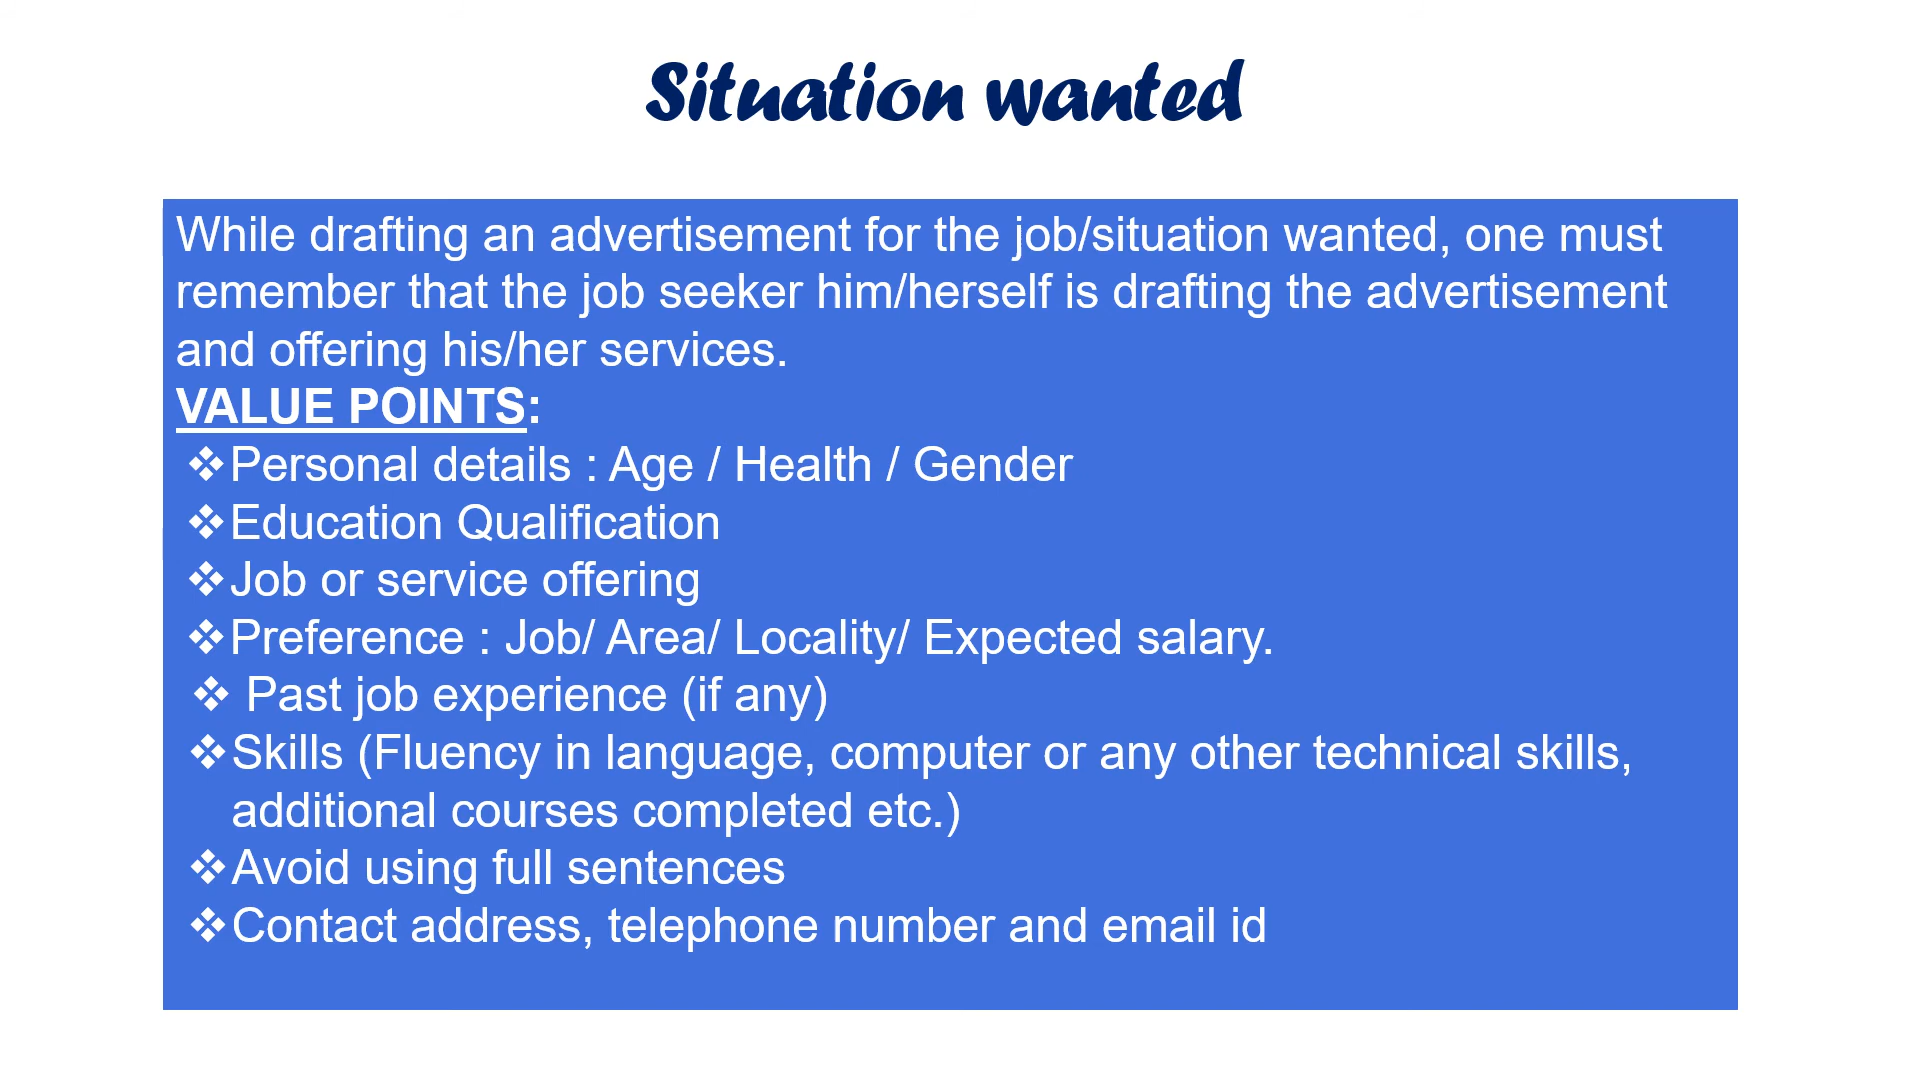 Situation wanted
While drafting an advertisement for the job/situation wanted, one must
remember that the job seeker him/herself is drafting the advertisement
and offering his/her services.
VALUE POINTS:
❖Personal details : Age / Health / Gender
❖Education Qualification
❖Job or service offering
❖Preference : Job/ Area/ Locality/ Expected salary.
❖ Past job experience (if any)
❖Skills (Fluency in language, computer or any other technical skills,
additional courses completed etc.)
❖Avoid using full sentences
❖Contact address, telephone number and email id